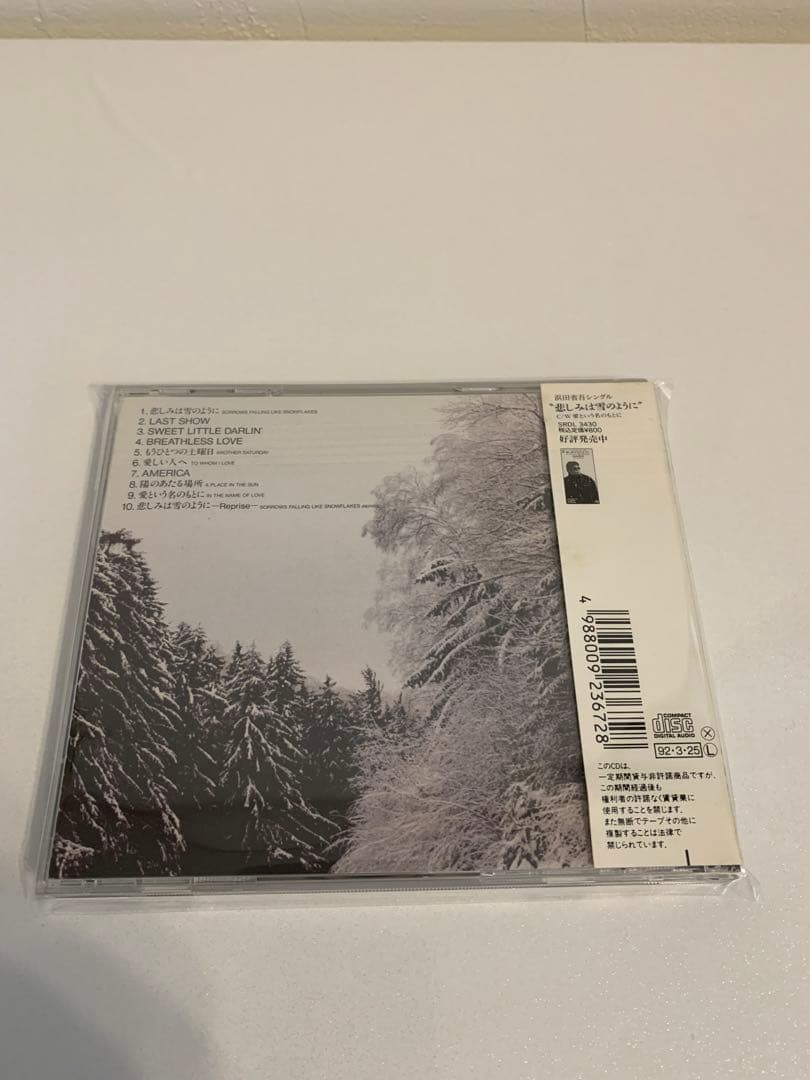 1. 悲しみは雪のように SORROWS FALLING LIKE SNOWFLAKES
2. LAST SHOW
3. SWEET LITTLE DARLIN'
4. BREATHLESS LOVE
5. もうひとつの土曜日 ANOTHER SATURDAY
6. 愛しい人へ TO WHOM I LOVE
7. AMERICA
8. 陽のあたる場所 A PLACE IN THE SUN
9. 愛という名のもとに IN THE NAME OF LOVE
10. 悲しみは雪のように—Reprise— SORROWS FALLING LIKE SNOWFLAKES
浜田省吾シングル
"悲しみは雪のように"
C/W 愛という名のもとに
SRDL 3430
税込定価¥800
好評発売中
4 988009 236728
COMPACT
disc
DIGITAL AUDIO
X
92・3・25 L
このCDは、
一定期間貸与非許諾商品ですが、
この期間経過後も
権利者の許諾なく賃貸業に
使用することを禁じます。
また無断でテープその他に
複製することは法律で
禁じられています。